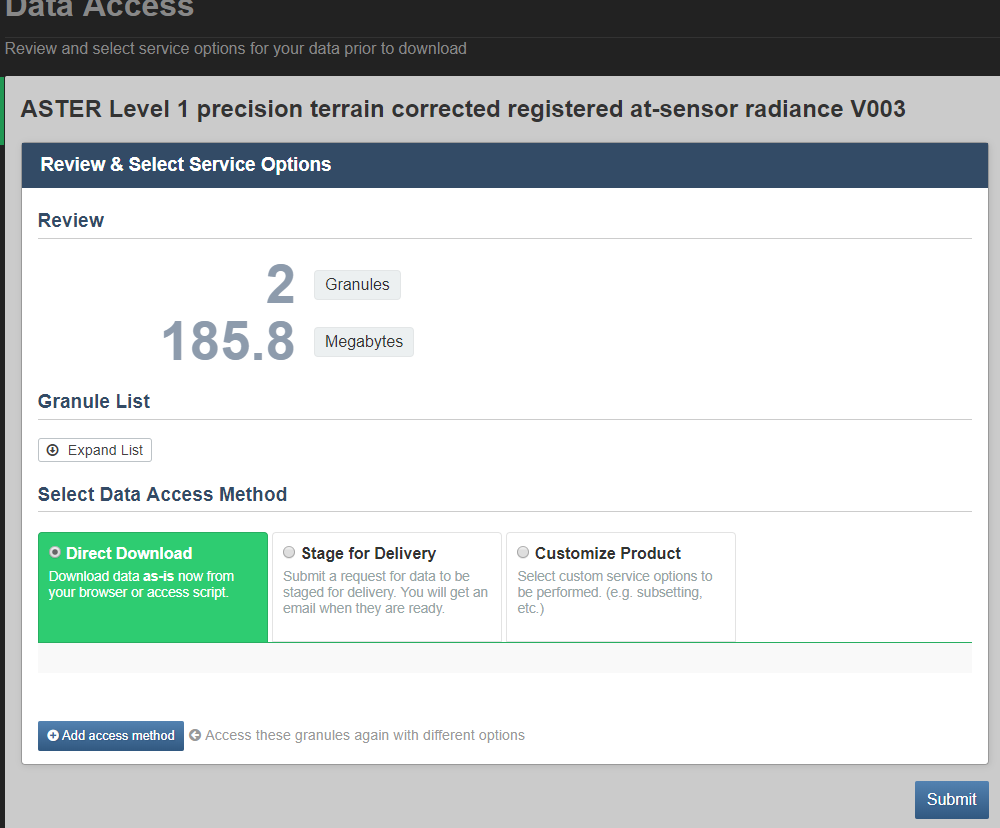 Data Access
Review and select service options for your data prior to download
ASTER Level 1 precision terrain corrected registered at-sensor radiance V003
Review & Select Service Options
Review
2 Granules
185.8 Megabytes
Granule List
Expand List
Select Data Access Method
Direct Download
Download data as-is now from
your browser or access script.
Stage for Delivery
Submit a request for data to be
staged for delivery. You will get an
email when they are ready.
Customize Product
Select custom service options to
be performed. (e.g. subsetting,
etc.)
Add access method Access these granules again with different options
Submit